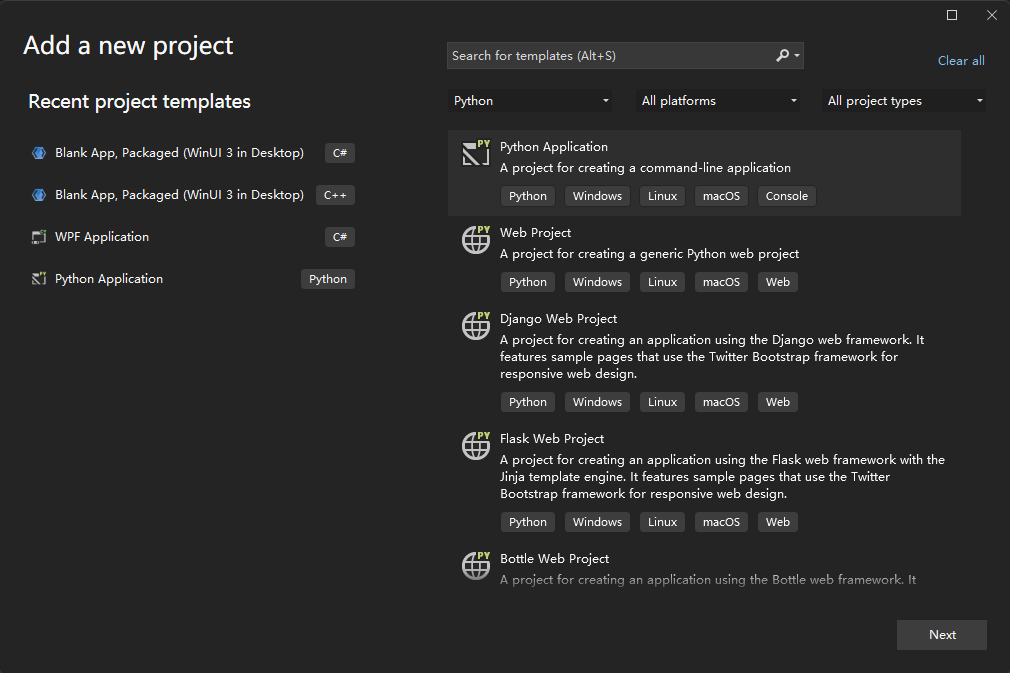 Add a new project
Search for templates (Alt+S)
Clear all
Recent project templates
Python
All platforms
All project types
Blank App, Packaged (WinUI 3 in Desktop)
C#
Blank App, Packaged (WinUI 3 in Desktop)
C++
WPF Application
C#
Python Application
Python
PY
Python Application
A project for creating a command-line application
Python
Windows
Linux
macOS
Console
PY
Web Project
A project for creating a generic Python web project
Python
Windows
Linux
macOS
Web
PY
Django Web Project
A project for creating an application using the Django web framework. It
features sample pages that use the Twitter Bootstrap framework for
responsive web design.
Python
Windows
Linux
macOS
Web
PY
Flask Web Project
A project for creating an application using the Flask web framework with the
Jinja template engine. It features sample pages that use the Twitter
Bootstrap framework for responsive web design.
Python
Windows
Linux
macOS
Web
PY
Bottle Web Project
A project for creating an application using the Bottle web framework. It
Next